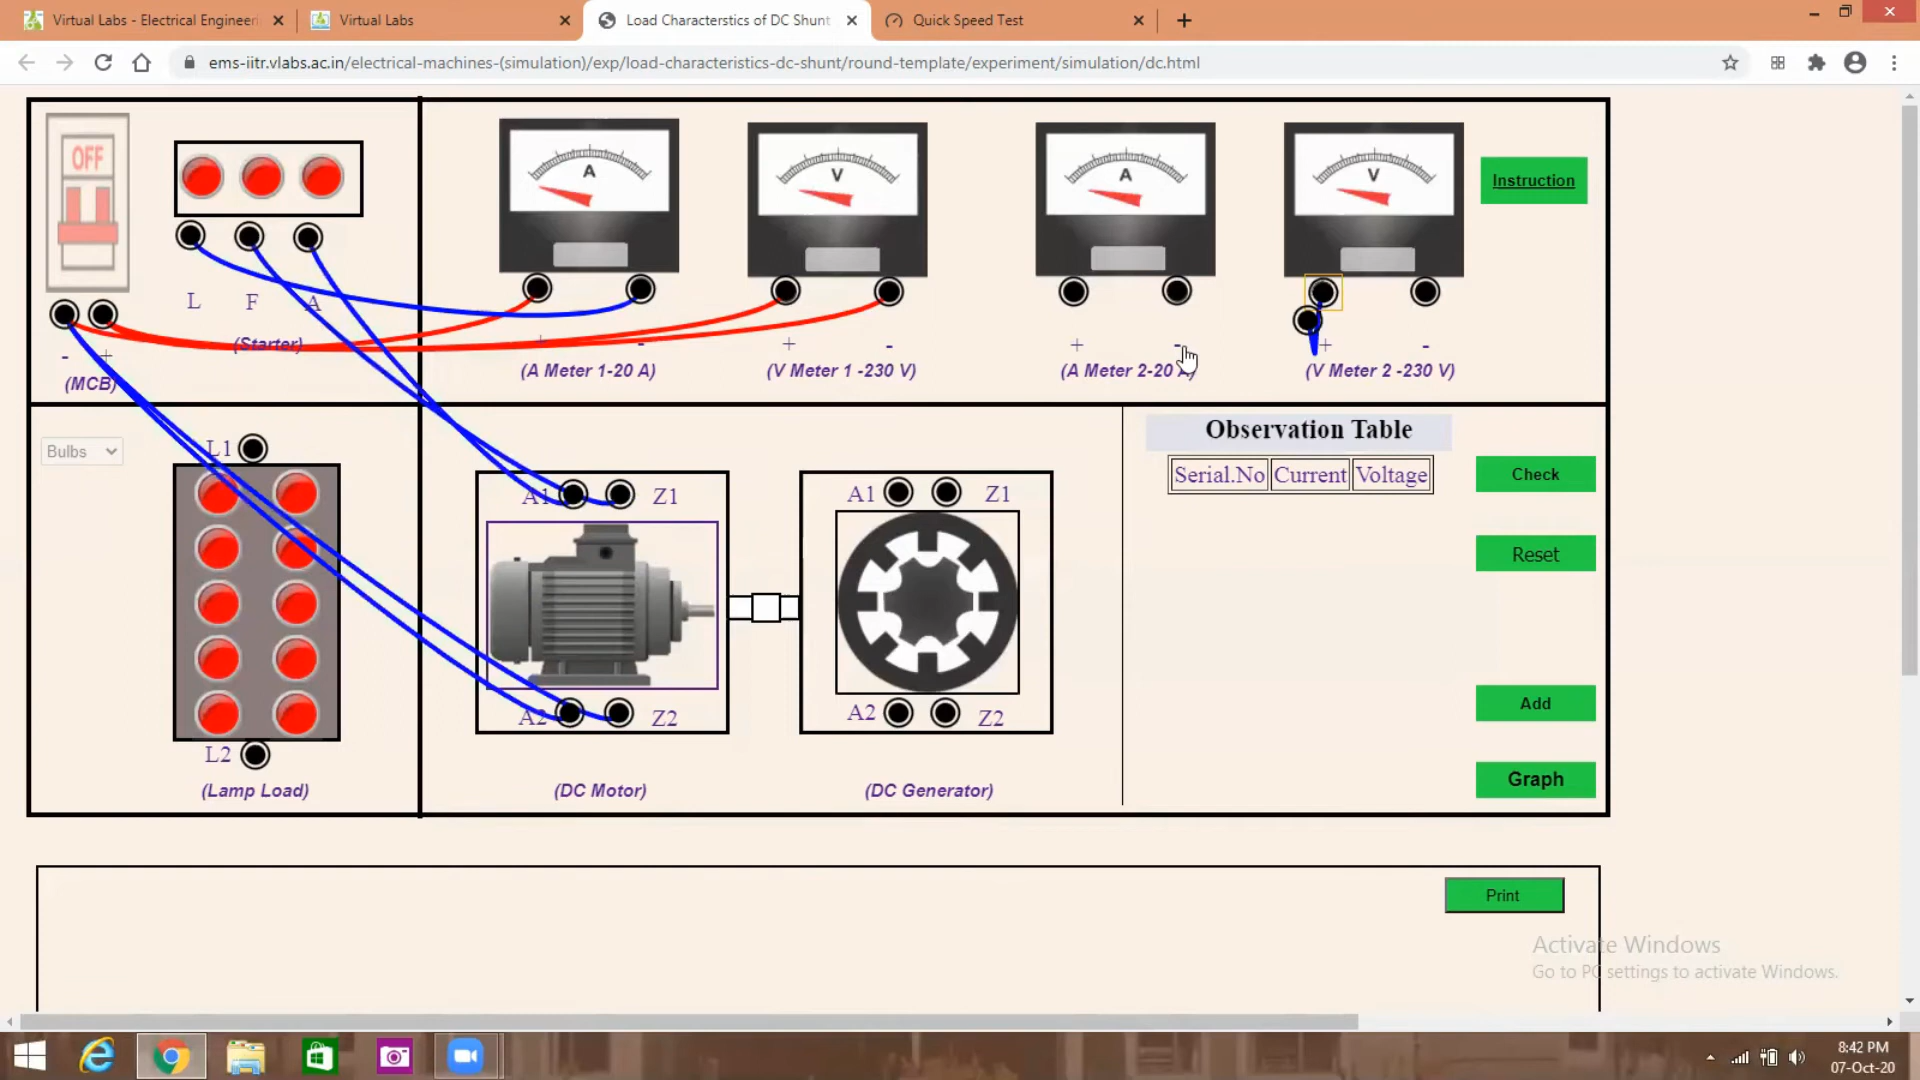 Virtual Labs - Electrical Engineeri
Virtual Labs
Load Characterstics of DC Shunt
Quick Speed Test
ems-iitr.vlabs.ac.in/electrical-machines-(simulation)/exp/load-characteristics-dc-shunt/round-template/experiment/simulation/dc.html
OFF
A
V
A
V
Instruction
L
F
A
- +
(Starter)
(MCB)
+ -
+ -
+ -
+ -
(A Meter 1-20 A)
(V Meter 1 -230 V)
(A Meter 2-20 A)
(V Meter 2 -230 V)
Bulbs
L1
L2
(Lamp Load)
A1
Z1
A2
Z2
(DC Motor)
A1
Z1
A2
Z2
(DC Generator)
Observation Table
Serial.No Current Voltage
Check
Reset
Add
Graph
Print
Activate Windows
Go to PC settings to activate Windows.
8:42 PM
07-Oct-20